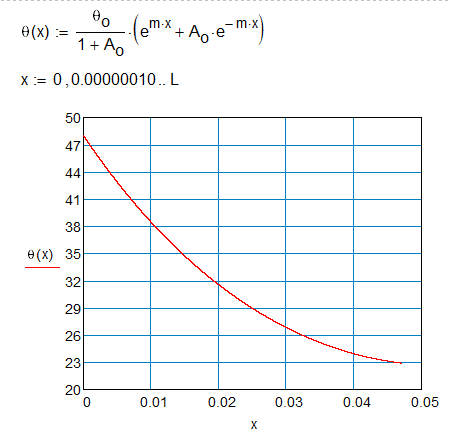 θ(x) := θo / (1 + Ao) · (e^(m·x) + Ao · e^(− m·x))
x := 0 , 0.00000010 .. L
50
47
44
41
38
35
θ(x)
32
29
26
23
20
0 0.01 0.02 0.03 0.04 0.05
x